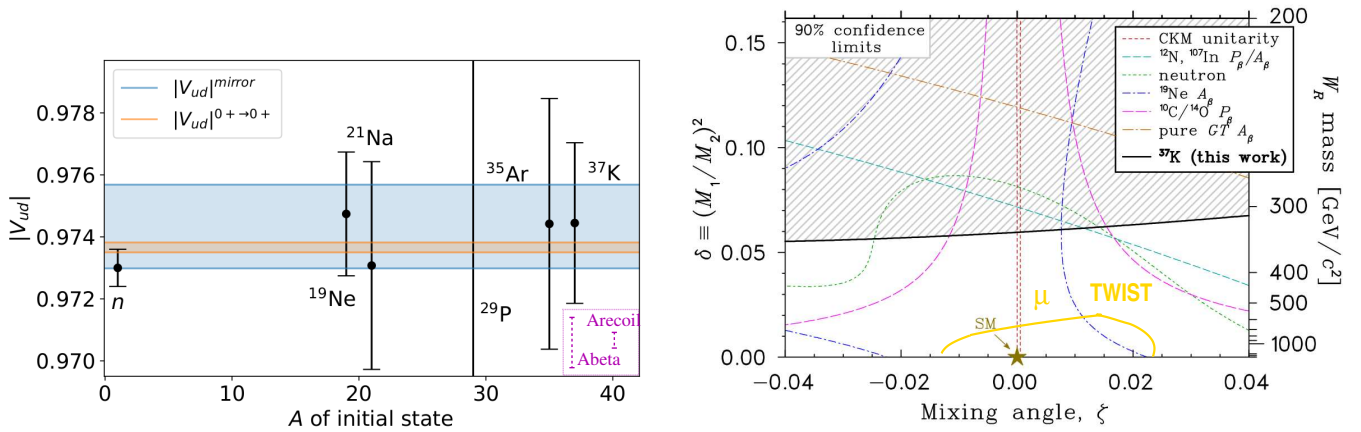 |V_ud|^mirror
|V_ud|^0+→0+
0.978
0.976
0.974
0.972
0.970
|V_ud|
n
¹⁹Ne
²¹Na
²⁹P
³⁵Ar
³⁷K
Arecoil
Abeta
0 10 20 30 40
A of initial state
90% confidence
limits
CKM unitarity
¹²N, ¹⁰⁷In P_β/A_β
neutron
¹⁹Ne A_β
¹⁰C/¹⁴O P_β
pure GT A_β
³⁷K (this work)
0.15
0.10
0.05
0.00
δ ≡ (M₁/M₂)²
200
300
400
500
1000
W_R mass [GeV/c²]
μ
TWIST
SM
−0.04 −0.02 0.00 0.02 0.04
Mixing angle, ζ